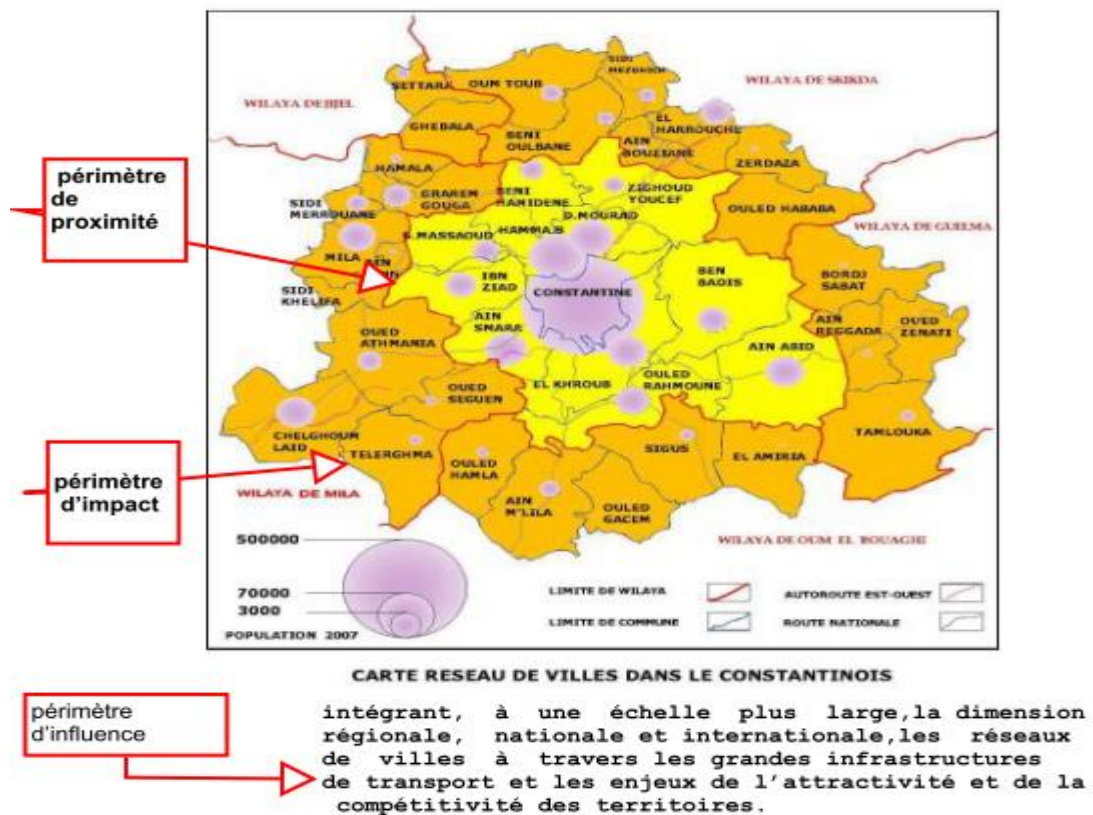 WILAYA DE SKIKDA
SETTARA
OUM TOUB
GHEBALA
EL HARROUCHE
BENI OULBANE
AIN BOUZIANE
ZERDAZA
périmètre de proximité
HAMALA
GRAREM GOUGA
BENI HAMIDENE
ZIGHOUD YOUCEF
OULED HABABA
SIDI MERROUANE
D.MOURAD
WILAYA DE GUELMA
MASSAOUD
HAMMA.B
MILA
IBN ZIAD
BEN BADIS
BORDJ SABAT
SIDI KHELIFA
CONSTANTINE
AIN SMARA
OUED ATHMANIA
AIN REGGADA
OUED ZENATI
AIN ABID
EL KHROUB
OULED RAHMOUNE
OUED SEGUEN
CHELGHOUM LAID
TAMLOUKA
TELERGHMA
OULED HAMLA
SIGUS
EL AMIRIA
périmètre d'impact
WILAYA DE MILA
AIN M'LILA
OULED GACEM
WILAYA DE OUM EL BOUAGHI
500000
70000
3000
POPULATION 2007
LIMITE DE WILAYA
AUTOROUTE EST-OUEST
LIMITE DE COMMUNE
ROUTE NATIONALE
CARTE RESEAU DE VILLES DANS LE CONSTANTINOIS
périmètre
d'influence
intégrant, à une échelle plus large,la dimension
régionale, nationale et internationale,les réseaux
de villes à travers les grandes infrastructures
de transport et les enjeux de l'attractivité et de la
compétitivité des territoires.